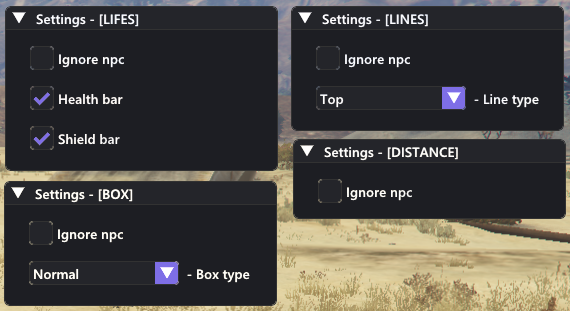 Settings - [LIFES]
Ignore npc
Health bar
Shield bar
Settings - [BOX]
Ignore npc
Normal - Box type
Settings - [LINES]
Ignore npc
Top - Line type
Settings - [DISTANCE]
Ignore npc